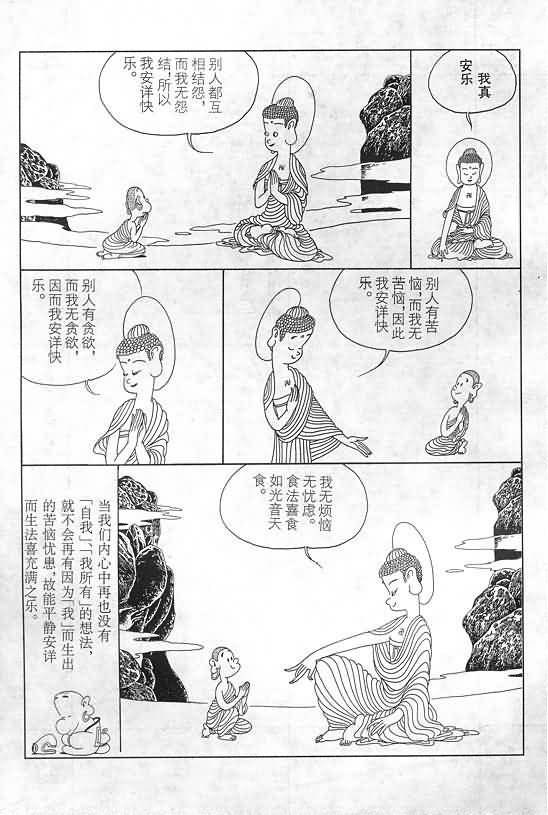 我真
安乐
别人都互
相结怨，
而我无怨
结，所以
我安详快
乐。
别人有苦
恼，而我无
苦恼，因此
我安详快
乐。
别人有贪欲，
而我无贪欲，
因而我安详快
乐。
我无烦恼
无忧虑。
食法喜食
如光音天
食。
当我们内心中再也没有
「自我」、「我所有」的想法，
就不会再有因为「我」而生出
的苦恼忧患，故能平静安详
而生法喜充满之乐。